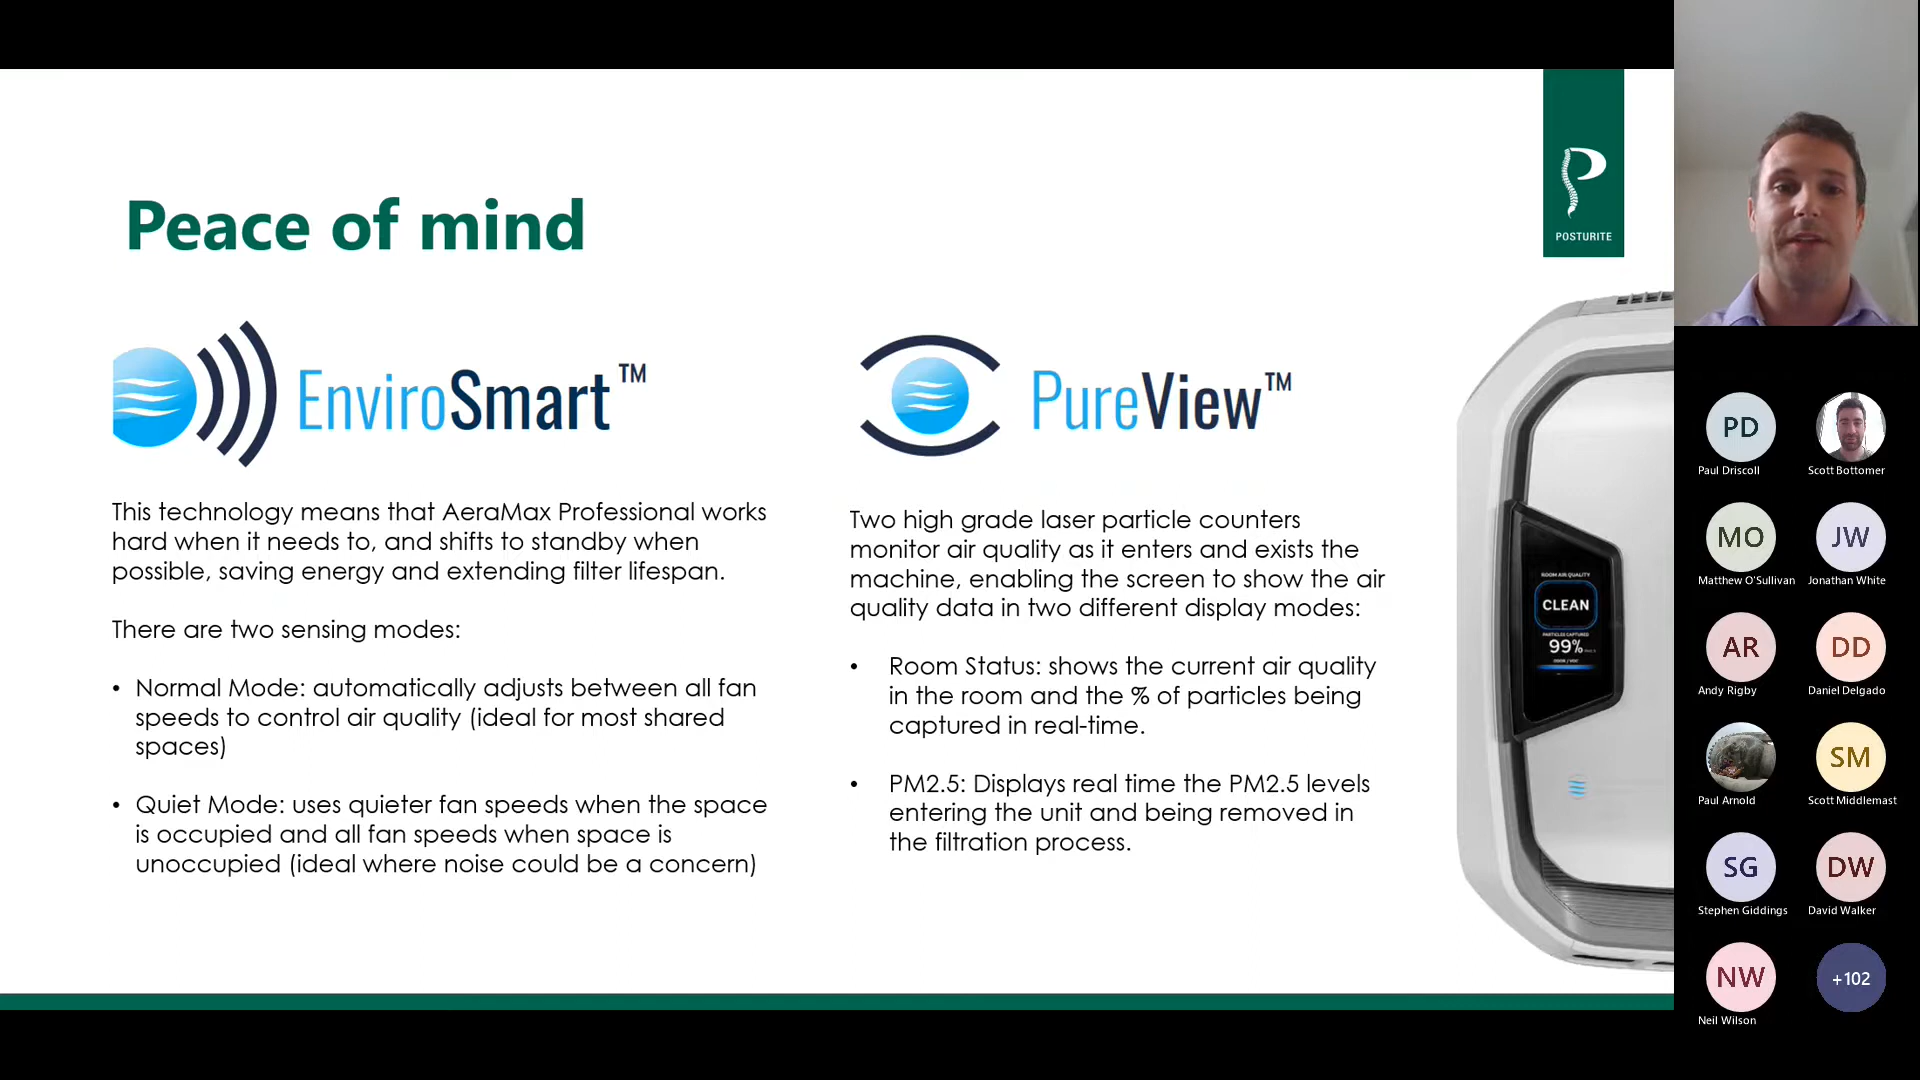 Peace of mind
POSTURITE
EnviroSmart™
PureView™
This technology means that AeraMax Professional works
hard when it needs to, and shifts to standby when
possible, saving energy and extending filter lifespan.
There are two sensing modes:
• Normal Mode: automatically adjusts between all fan
speeds to control air quality (ideal for most shared
spaces)
• Quiet Mode: uses quieter fan speeds when the space
is occupied and all fan speeds when space is
unoccupied (ideal where noise could be a concern)
Two high grade laser particle counters
monitor air quality as it enters and exists the
machine, enabling the screen to show the air
quality data in two different display modes:
• Room Status: shows the current air quality
in the room and the % of particles being
captured in real-time.
• PM2.5: Displays real time the PM2.5 levels
entering the unit and being removed in
the filtration process.
ROOM AIR QUALITY
CLEAN
PARTICLES CAPTURED
99%
PD
Paul Driscoll
Scott Bottomer
MO
Matthew O'Sullivan
JW
Jonathan White
AR
Andy Rigby
DD
Daniel Delgado
Paul Arnold
SM
Scott Middlemast
SG
Stephen Giddings
DW
David Walker
NW
Neil Wilson
+102